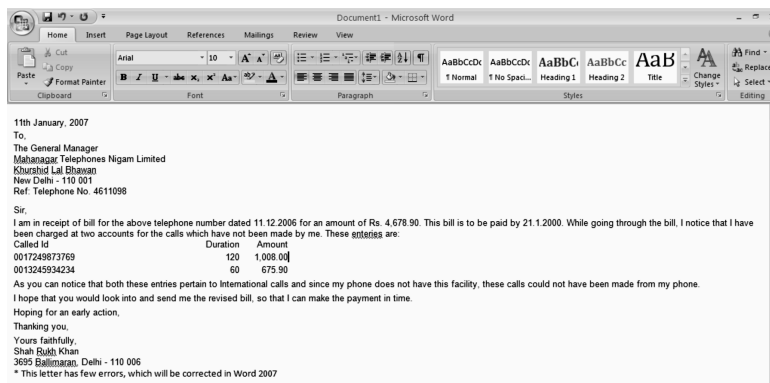 Document1 - Microsoft Word
Home Insert Page Layout References Mailings Review View
Cut
Copy
Format Painter
Paste
Clipboard
Arial 10 A A
B I U abc x₂ x² Aa ab A
Font
Paragraph
AaBbCcDc AaBbCcDc AaBbC AaBbCc AaB
¶ Normal ¶ No Spaci... Heading 1 Heading 2 Title
Change Styles
Styles
Find
Replace
Select
Editing
11th January, 2007
To,
The General Manager
Mahanagar Telephones Nigam Limited
Khurshid Lal Bhawan
New Delhi - 110 001
Ref: Telephone No. 4611098
Sir,
I am in receipt of bill for the above telephone number dated 11.12.2006 for an amount of Rs. 4,678.90. This bill is to be paid by 21.1.2000. While going through the bill, I notice that I have
been charged at two accounts for the calls which have not been made by me. These enteries are:
Called Id Duration Amount
0017249873769 120 1,008.00
0013245934234 60 675.90
As you can notice that both these entries pertain to International calls and since my phone does not have this facility, these calls could not have been made from my phone.
I hope that you would look into and send me the revised bill, so that I can make the payment in time.
Hoping for an early action,
Thanking you,
Yours faithfully,
Shah Rukh Khan
3695 Ballimaran, Delhi - 110 006
* This letter has few errors, which will be corrected in Word 2007